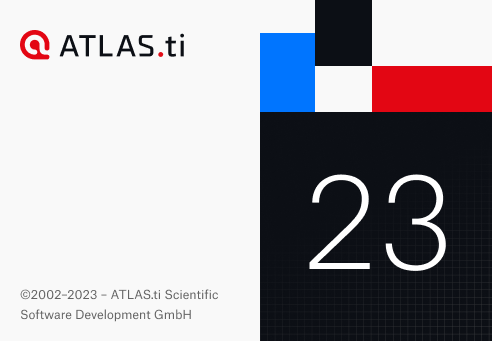 ATLAS.ti
23
©2002–2023 – ATLAS.ti Scientific
Software Development GmbH